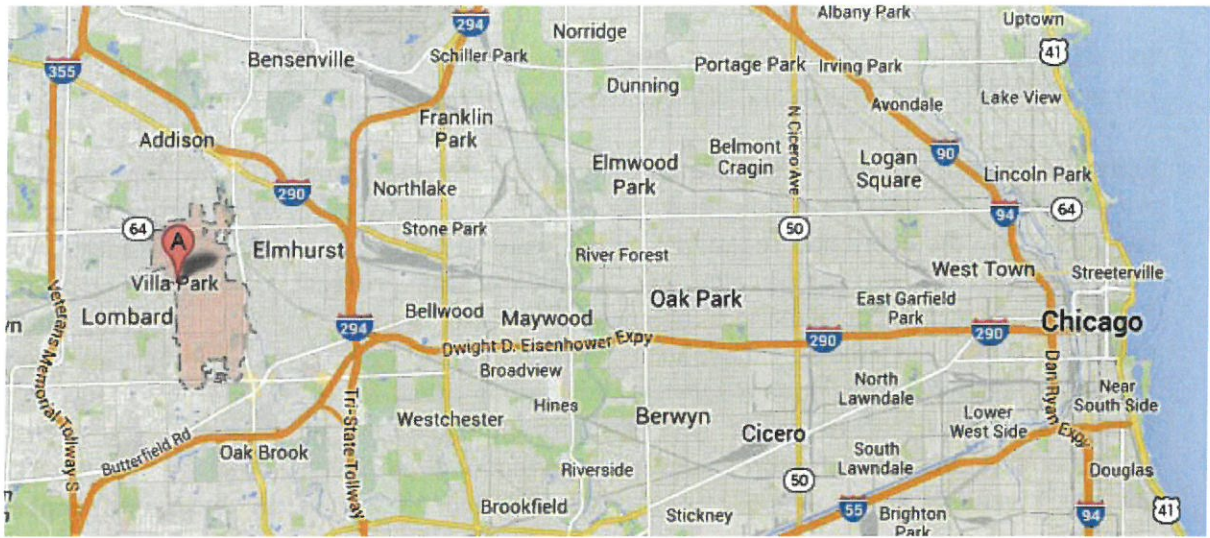 Albany Park
Uptown
294
Norridge
41
Bensenville
Schiller Park
Portage Park
Irving Park
355
Dunning
Lake View
Avondale
Franklin
Park
N Cicero Ave
Addison
Belmont
Cragin
90
Elmwood
Park
Logan
Square
Lincoln Park
290
Northlake
94
64
64
Stone Park
50
A
Elmhurst
River Forest
West Town
Streeterville
Villa Park
Oak Park
East Garfield
Park
Lombard
Bellwood
Maywood
Chicago
294
290
290
Veterans Memorial Tollway S
Dwight D. Eisenhower Expy
Broadview
Dan Ryan Expy
North
Lawndale
Near
South Side
Tri-State Tollway
Westchester
Hines
Berwyn
Lower
West Side
Cicero
Butterfield Rd
Oak Brook
South
Lawndale
Douglas
Riverside
50
Brookfield
Stickney
55
Brighton
Park
94
41